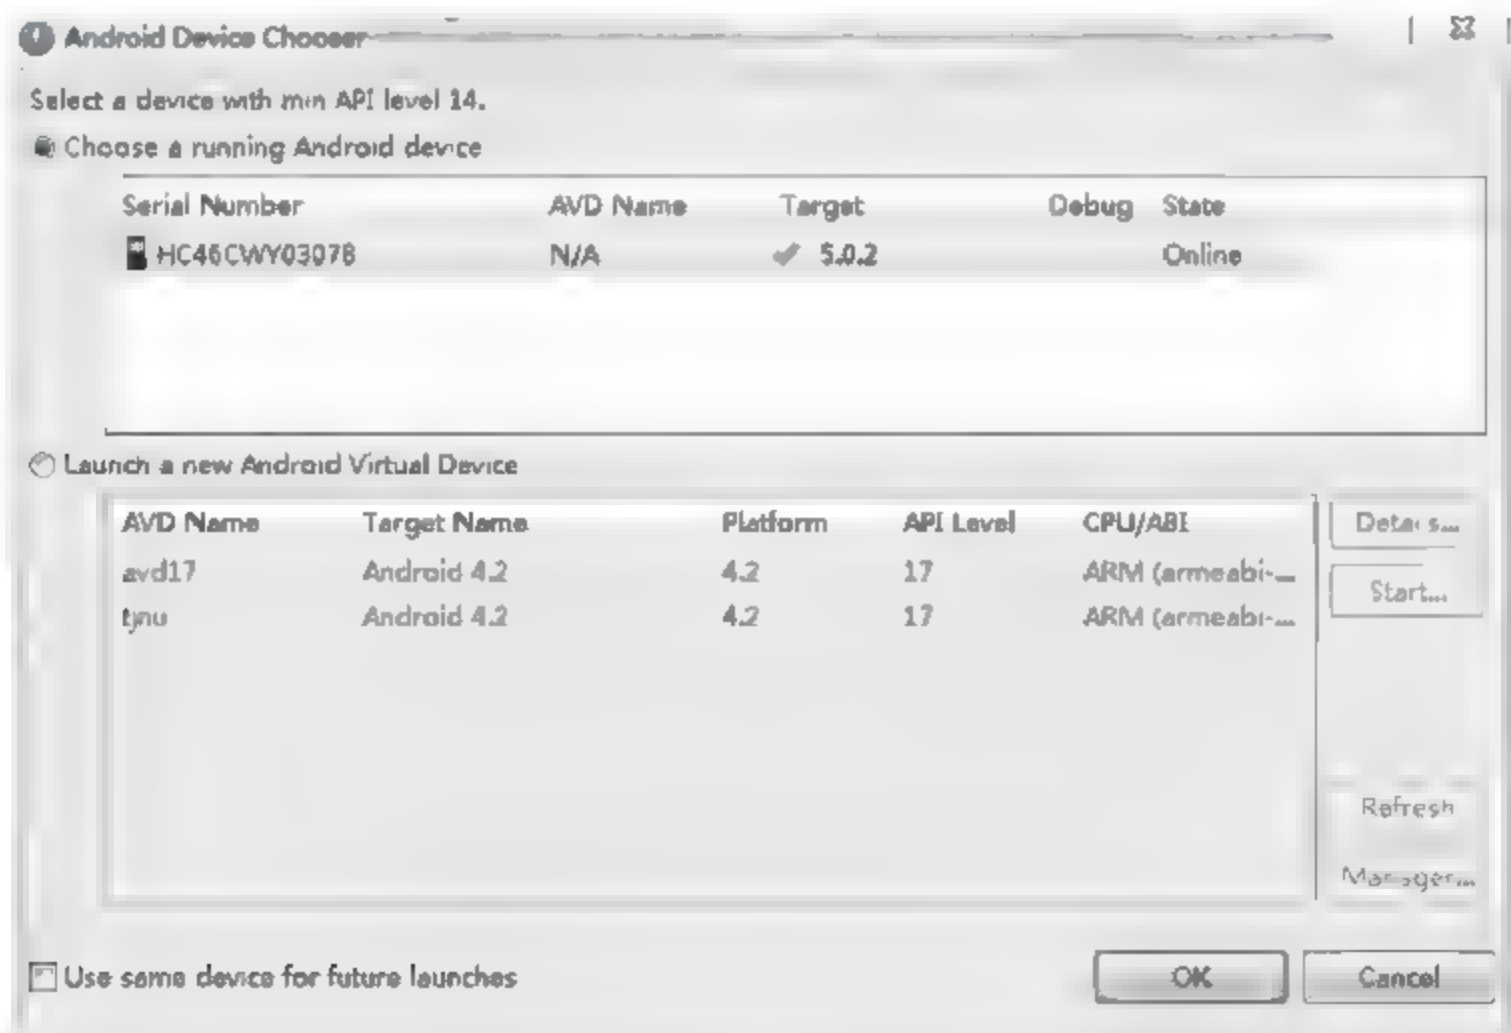 Android Device Chooser
Select a device with min API level 14.
Choose a running Android device
Serial Number AVD Name Target Debug State
HC46CWY03078 N/A 5.0.2 Online
Launch a new Android Virtual Device
AVD Name Target Name Platform API Level CPU/ABI Details...
avd17 Android 4.2 4.2 17 ARM (armeabi-...
Start...
tjnu Android 4.2 4.2 17 ARM (armeabi-...
Refresh
Manager...
Use same device for future launches OK Cancel